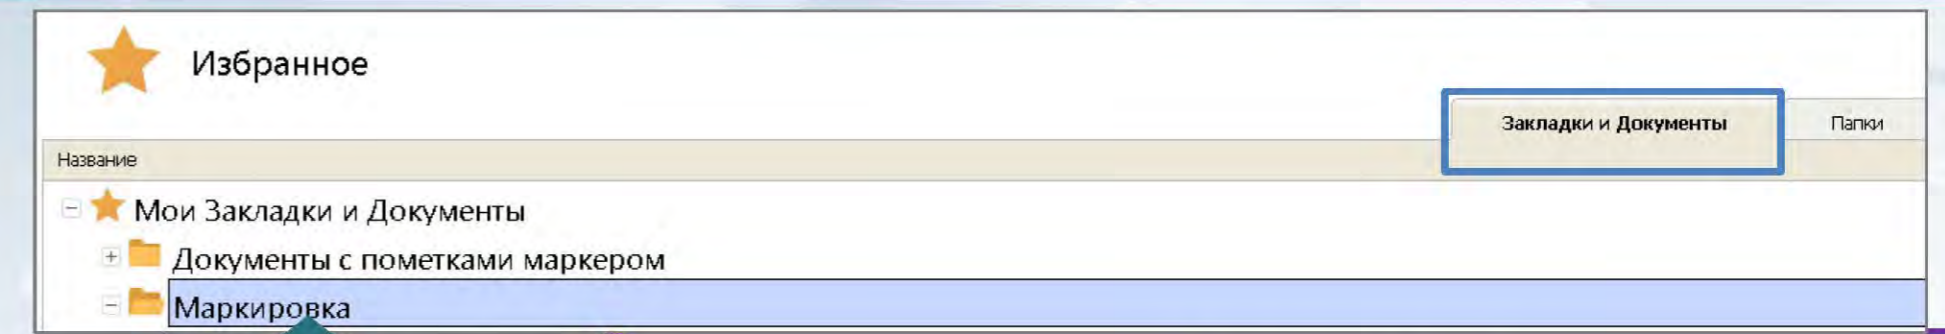 Избранное
Закладки и Документы
Папки
Название
Мои Закладки и Документы
Документы с пометками маркером
Маркировка